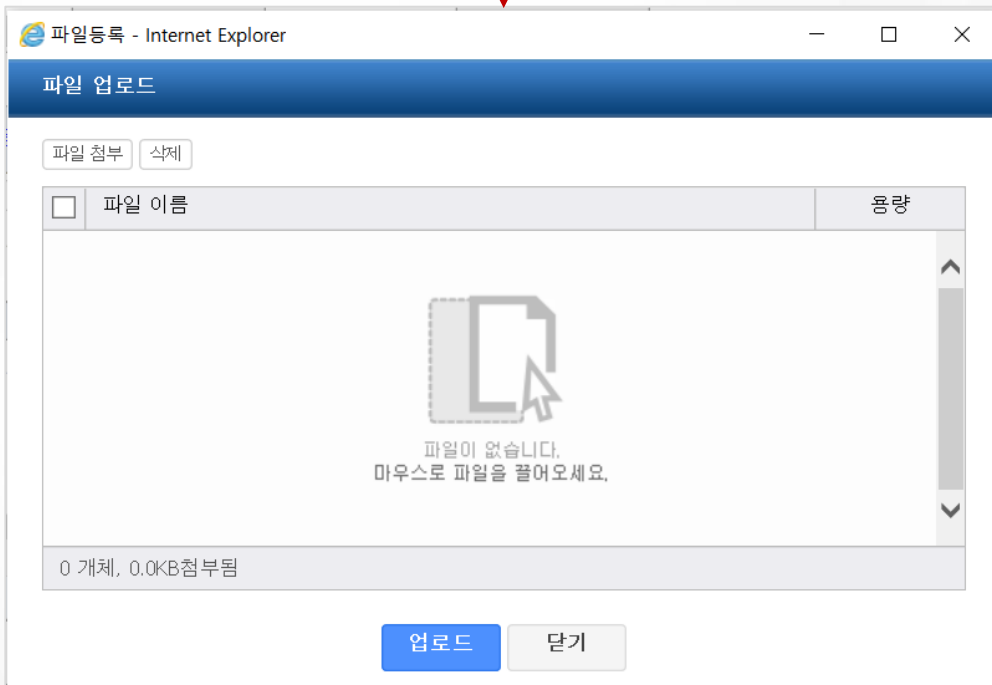 파일등록 - Internet Explorer
파일 업로드
파일 첨부 삭제
파일 이름 용량
파일이 없습니다.
마우스로 파일을 끌어오세요.
0 개체, 0.0KB첨부됨
업로드 닫기